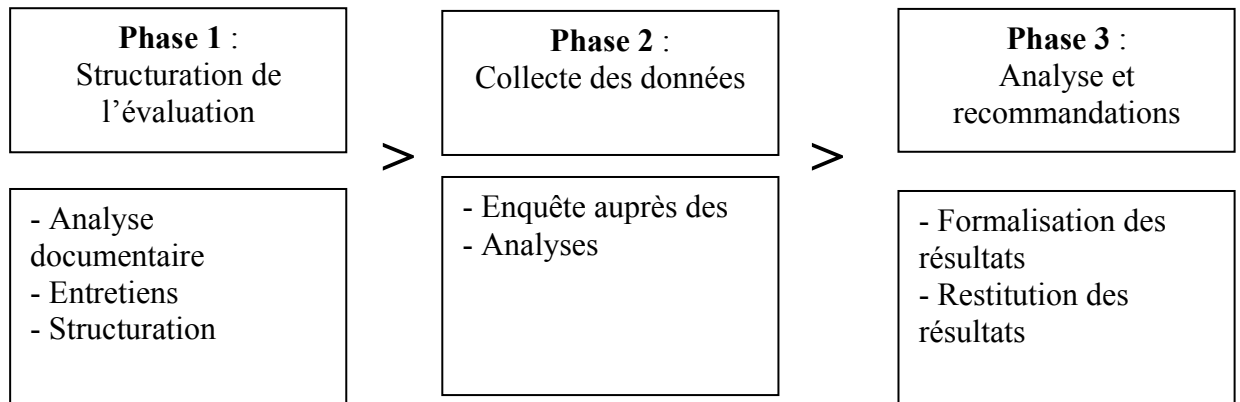 Phase 1 :
Structuration de
l’évaluation
>
Phase 2 :
Collecte des données
>
Phase 3 :
Analyse et
recommandations
- Analyse
documentaire
- Entretiens
- Structuration
- Enquête auprès des
- Analyses
- Formalisation des
résultats
- Restitution des
résultats